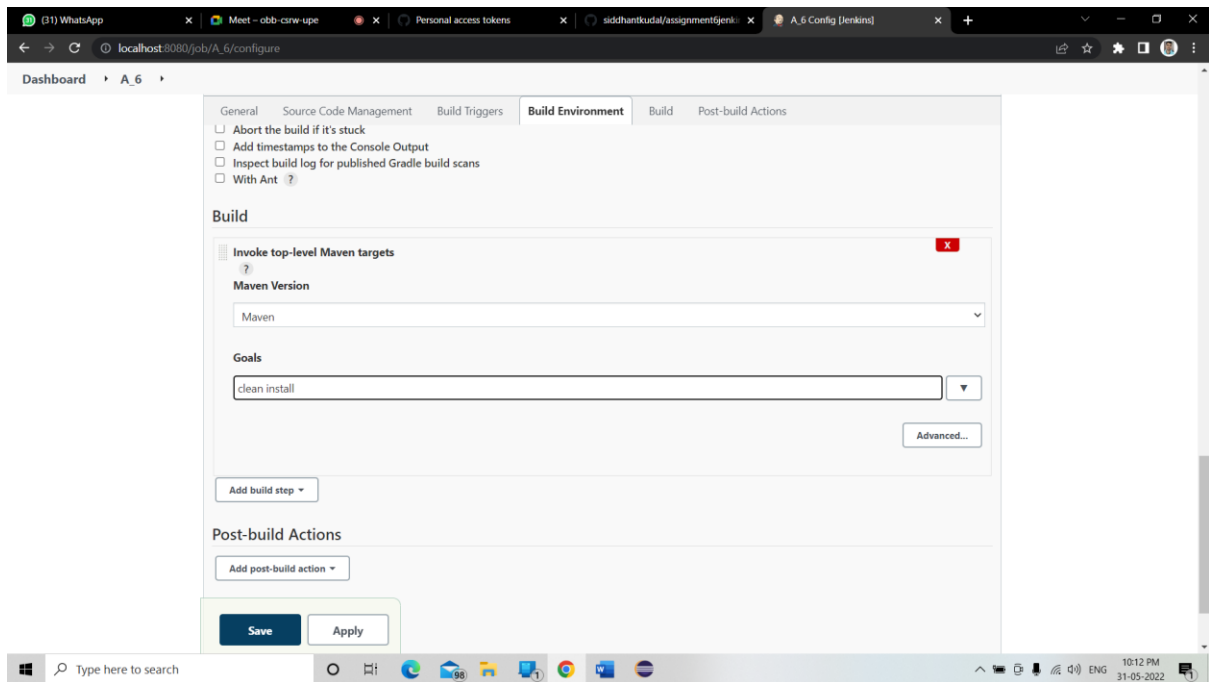 (31) WhatsApp
Meet – obb-csrw-upe
Personal access tokens
siddhantkudal/assignment6jenki
A_6 Config [Jenkins]
localhost:8080/job/A_6/configure
Dashboard A_6
General Source Code Management Build Triggers Build Environment Build Post-build Actions
Abort the build if it's stuck
Add timestamps to the Console Output
Inspect build log for published Gradle build scans
With Ant ?
Build
Invoke top-level Maven targets
X
?
Maven Version
Maven
Goals
clean install
Advanced...
Add build step
Post-build Actions
Add post-build action
Save Apply
Type here to search
98
1
ENG
10:12 PM
31-05-2022
1